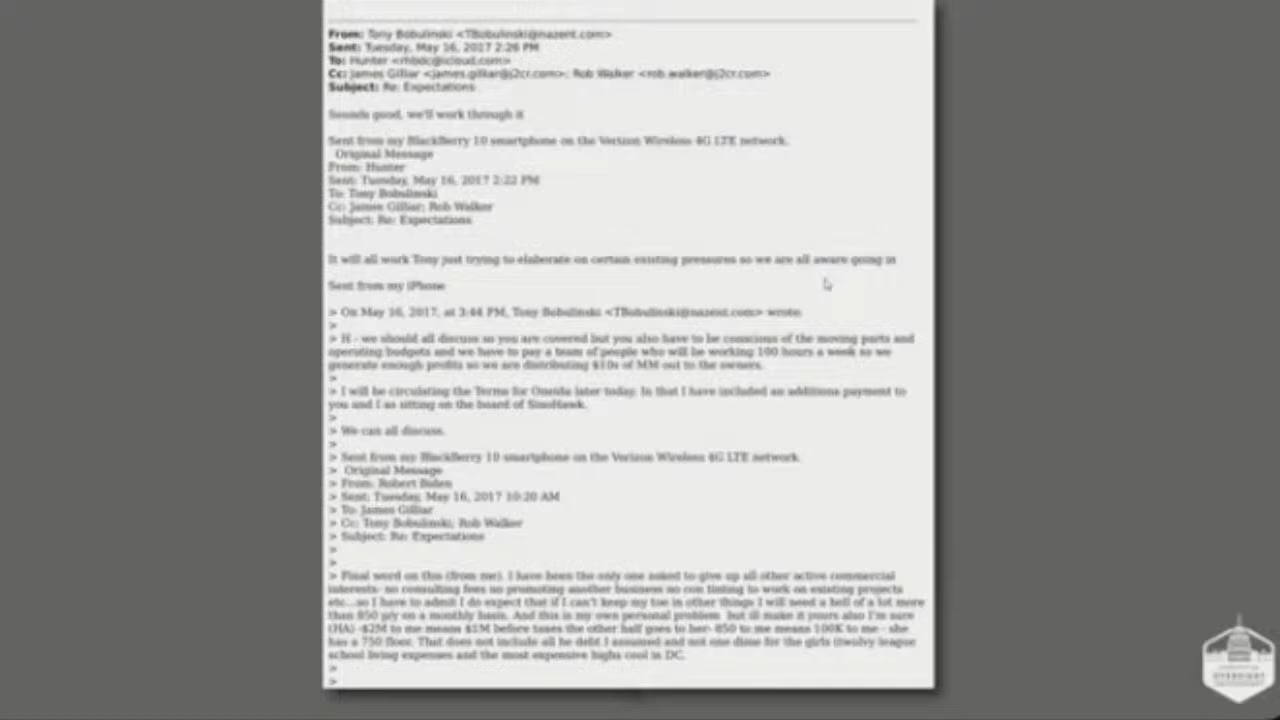 From: Tony Bobulinski <TBobulinski@nazent.com>
Sent: Tuesday, May 16, 2017 2:26 PM
To: Hunter <rhbdc@icloud.com>
Cc: James Gilliar <james.gilliar@j2cr.com>; Rob Walker <rob.walker@j2cr.com>
Subject: Re: Expectations
Sounds good, we'll work through it
Sent from my BlackBerry 10 smartphone on the Verizon Wireless 4G LTE network.
Original Message
From: Hunter
Sent: Tuesday, May 16, 2017 2:22 PM
To: Tony Bobulinski
Cc: James Gilliar; Rob Walker
Subject: Re: Expectations
It will all work Tony just trying to elaborate on certain existing pressures so we are all aware going in
Sent from my iPhone
> On May 16, 2017, at 3:44 PM, Tony Bobulinski <TBobulinski@nazent.com> wrote:
>
> H - we should all discuss so you are covered but you also have to be conscious of the moving parts and
operating budgets and we have to pay a team of people who will be working 100 hours a week so we
generate enough profits so we are distributing $10s of MM out to the owners.
>
> I will be circulating the Terms for Oneida later today. In that I have included an additiona payment to
you and I as sitting on the board of SinoHawk.
>
> We can all discuss.
>
> Sent from my BlackBerry 10 smartphone on the Verizon Wireless 4G LTE network.
> Original Message
> From: Robert Biden
> Sent: Tuesday, May 16, 2017 10:20 AM
> To: James Gilliar
> Cc: Tony Bobulinski; Rob Walker
> Subject: Re: Expectations
>
>
> Final word on this (from me). I have been the only one asked to give up all other active commercial
interests- no consulting fees no promoting another business no con tinting to work on existing projects
etc...so I have to admit I do expect that if I can't keep my toe in other things I will need a hell of a lot more
than 850 p/y on a monthly basis. And this is my own personal problem but ill make it yours also I'm sure
(HA) -$2M to me means $1M before taxes the other half goes to her- 850 to me means 100K to me - she
has a 750 floor. That does not include all he debt I assumed and not one dime for the girls (twolvy league
school living expenses and the most expensive highs cool in DC.
>
>
OVERSIGHT